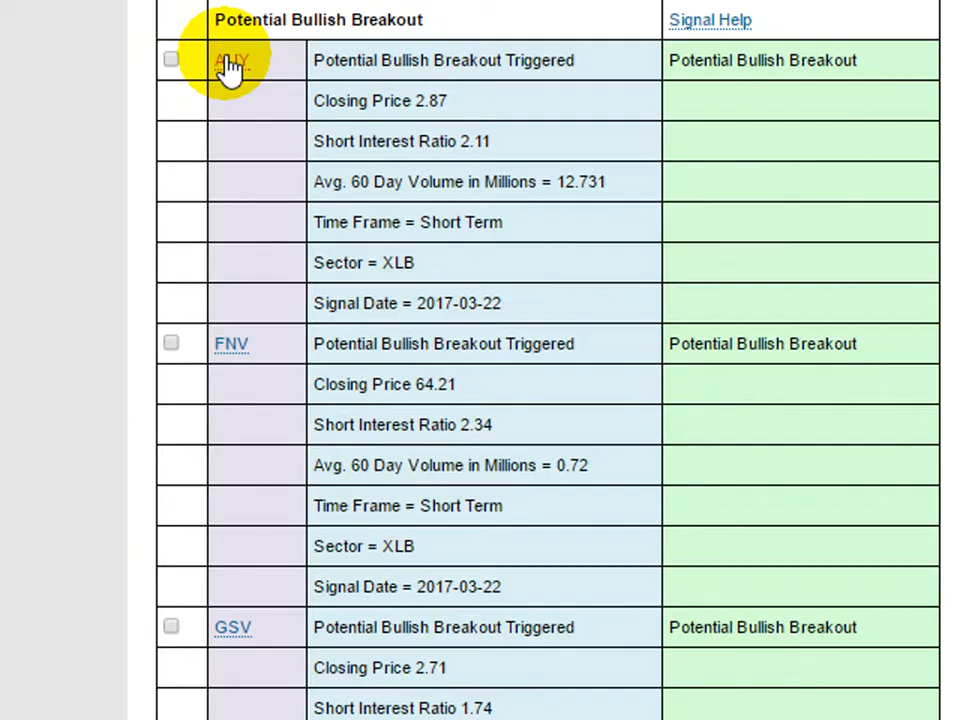 Potential Bullish Breakout Signal Help
Potential Bullish Breakout Triggered Potential Bullish Breakout
Closing Price 2.87
Short Interest Ratio 2.11
Avg. 60 Day Volume in Millions = 12.731
Time Frame = Short Term
Sector = XLB
Signal Date = 2017-03-22
FNV Potential Bullish Breakout Triggered Potential Bullish Breakout
Closing Price 64.21
Short Interest Ratio 2.34
Avg. 60 Day Volume in Millions = 0.72
Time Frame = Short Term
Sector = XLB
Signal Date = 2017-03-22
GSV Potential Bullish Breakout Triggered Potential Bullish Breakout
Closing Price 2.71
Short Interest Ratio 1.74